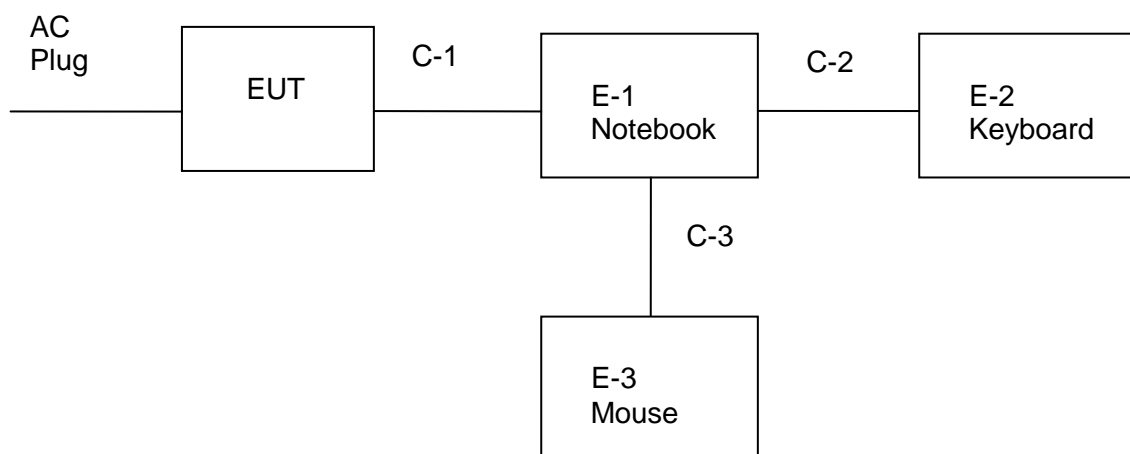 AC
Plug
EUT
C-1
E-1
Notebook
C-2
E-2
Keyboard
C-3
E-3
Mouse